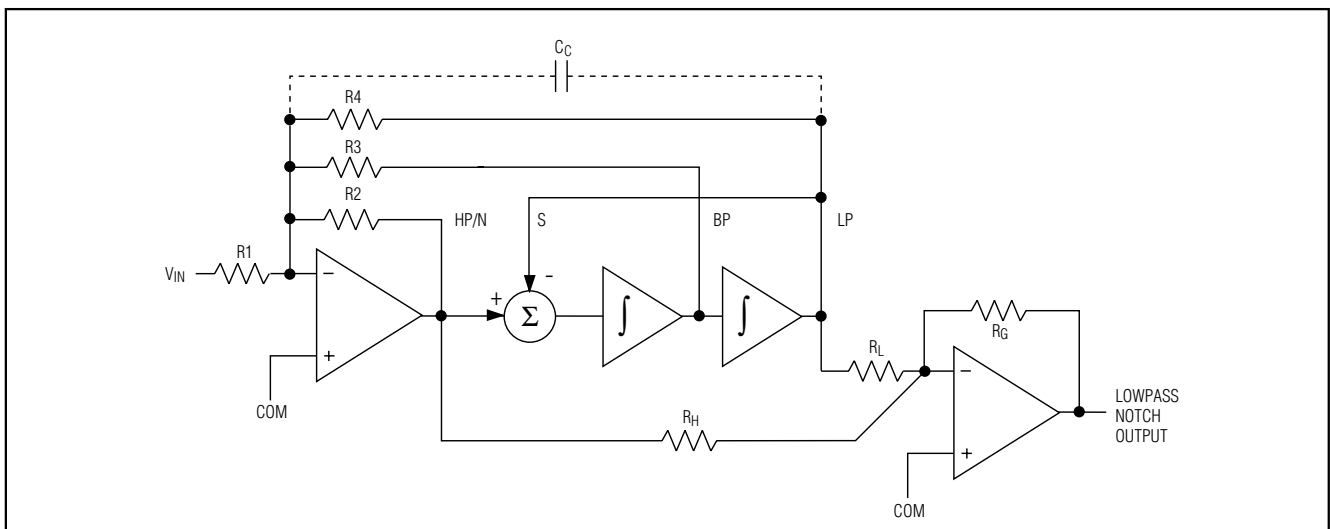 CC
R4
R3
R2
HP/N
S
BP
LP
R1
VIN
−
-
+
Σ
∫
∫
+
COM
RL
RG
−
RH
+
COM
LOWPASS
NOTCH
OUTPUT